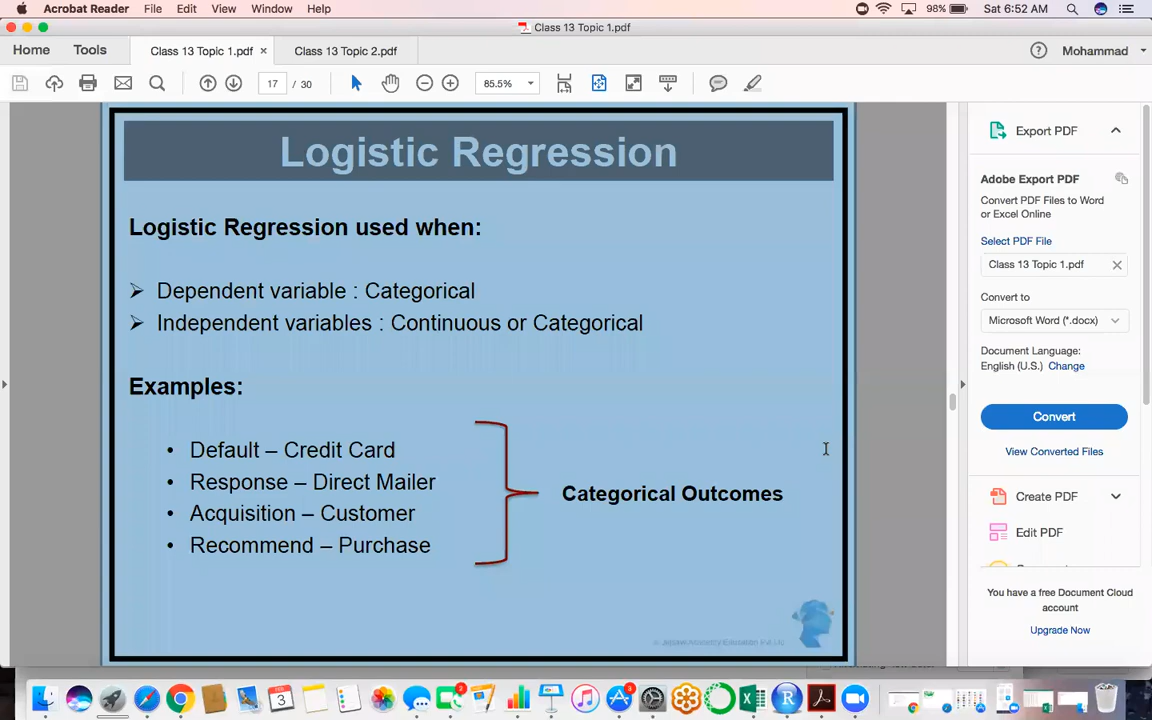 Acrobat Reader File Edit View Window Help 98% Sat 6:52 AM
Class 13 Topic 1.pdf
Home Tools Class 13 Topic 1.pdf × Class 13 Topic 2.pdf ? Mohammad
17 / 30 85.5%
Logistic Regression
Logistic Regression used when:
Dependent variable : Categorical
Independent variables : Continuous or Categorical
Examples:
• Default – Credit Card
• Response – Direct Mailer
• Acquisition – Customer
• Recommend – Purchase
Categorical Outcomes
Export PDF
Adobe Export PDF
Convert PDF Files to Word
or Excel Online
Select PDF File
Class 13 Topic 1.pdf
Convert to
Microsoft Word (*.docx)
Document Language:
English (U.S.) Change
Convert
View Converted Files
Create PDF
Edit PDF
You have a free Document Cloud
account
Upgrade Now
FEB
3